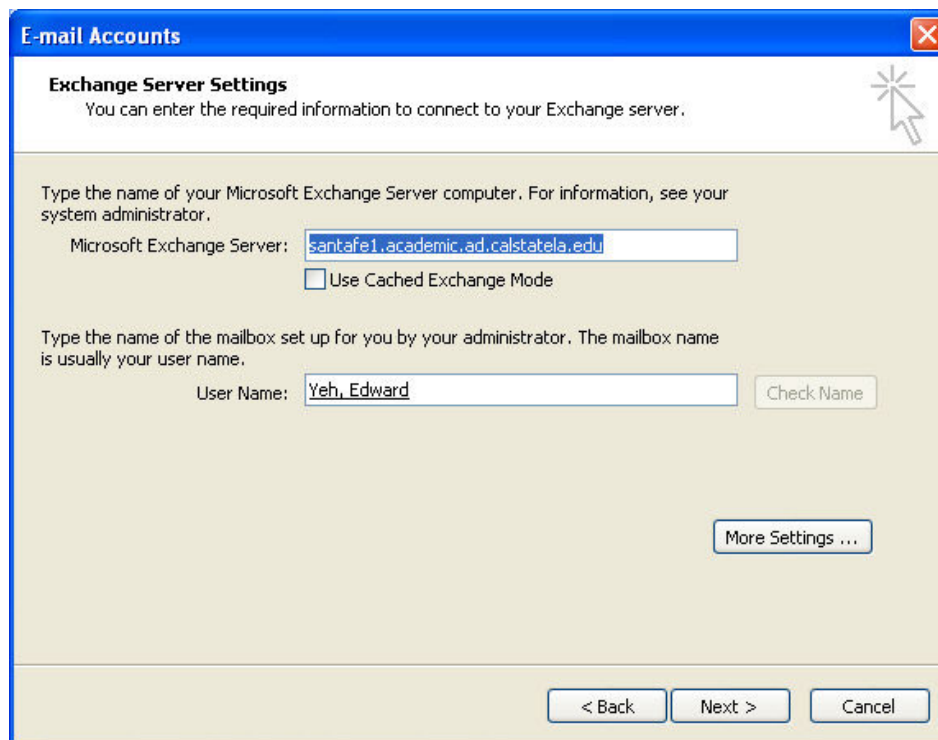 E-mail Accounts
Exchange Server Settings
You can enter the required information to connect to your Exchange server.
Type the name of your Microsoft Exchange Server computer. For information, see your
system administrator.
Microsoft Exchange Server: santafe1.academic.ad.calstatela.edu
Use Cached Exchange Mode
Type the name of the mailbox set up for you by your administrator. The mailbox name
is usually your user name.
User Name: Yeh, Edward Check Name
More Settings ...
< Back Next > Cancel